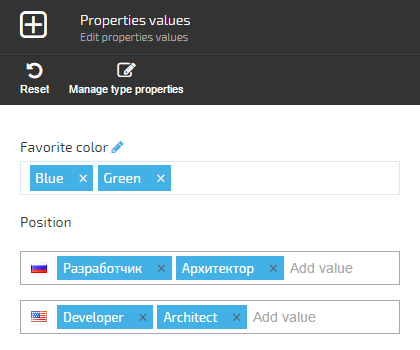 Properties values
Edit properties values
Reset Manage type properties
Favorite color
Blue × Green ×
Position
Разработчик × Архитектор × Add value
Developer × Architect × Add value